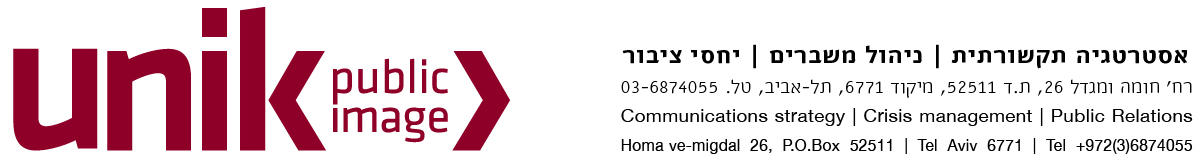 unik public image
אסטרטגיה תקשורתית | ניהול משברים | יחסי ציבור
רח' חומה ומגדל 26, ת.ד 52511, מיקוד 6771, תל-אביב, טל. 03-6874055
Communications strategy | Crisis management | Public Relations
Homa ve-migdal 26, P.O.Box 52511 | Tel Aviv 6771 | Tel +972(3)6874055